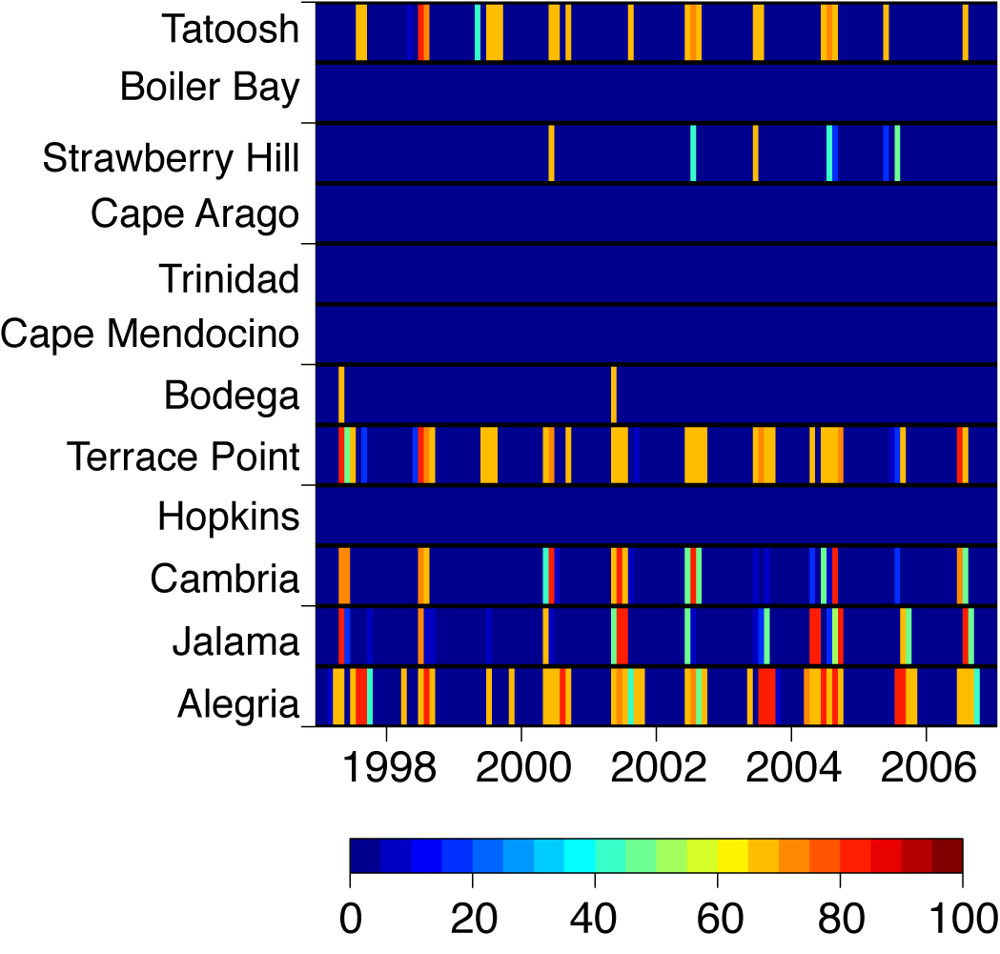 Tatoosh
Boiler Bay
Strawberry Hill
Cape Arago
Trinidad
Cape Mendocino
Bodega
Terrace Point
Hopkins
Cambria
Jalama
Alegria
1998 2000 2002 2004 2006
0 20 40 60 80 100